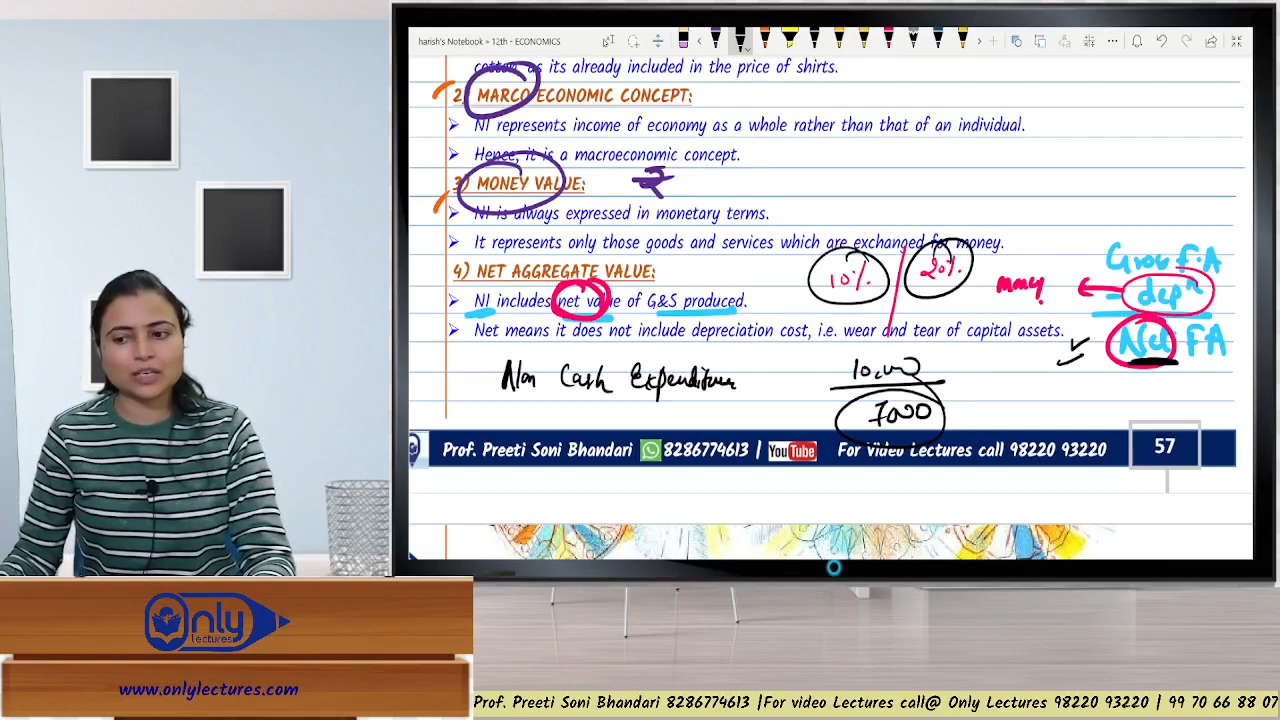 harish's Notebook » 12th - ECONOMICS
cotton as its already included in the price of shirts.
2) MARCO ECONOMIC CONCEPT:
➢ NI represents income of economy as a whole rather than that of an individual.
➢ Hence, it is a macroeconomic concept.
3) MONEY VALUE: ₹
➢ NI is always expressed in monetary terms.
➢ It represents only those goods and services which are exchanged for money.
4) NET AGGREGATE VALUE:
10% / 20%
money
Gross F.A
- depn
Net FA
➢ NI includes net value of G&S produced.
➢ Net means it does not include depreciation cost, i.e. wear and tear of capital assets.
Non Cash Expenditure
10,000
7000
Prof. Preeti Soni Bhandari 8286774613 | YouTube For Video Lectures call 98220 93220 57
Only
lectures
www.onlylectures.com
Prof. Preeti Soni Bhandari 8286774613 |For video Lectures call@ Only Lectures 98220 93220 | 99 70 66 88 07